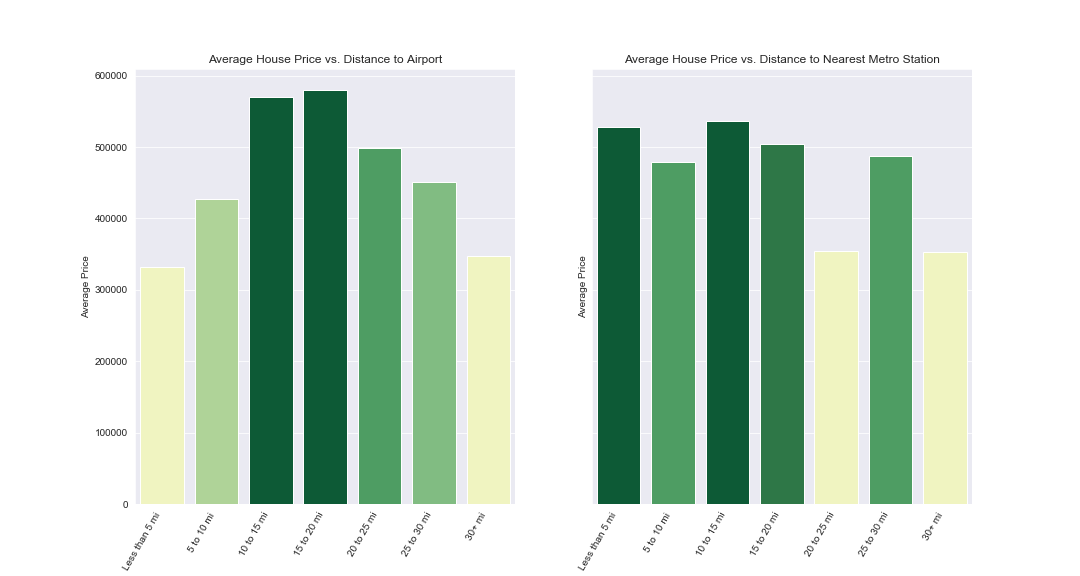 Average House Price vs. Distance to Airport
Average Price
600000
500000
400000
300000
200000
100000
0
Less than 5 mi
5 to 10 mi
10 to 15 mi
15 to 20 mi
20 to 25 mi
25 to 30 mi
30+ mi
Average House Price vs. Distance to Nearest Metro Station
Average Price
Less than 5 mi
5 to 10 mi
10 to 15 mi
15 to 20 mi
20 to 25 mi
25 to 30 mi
30+ mi